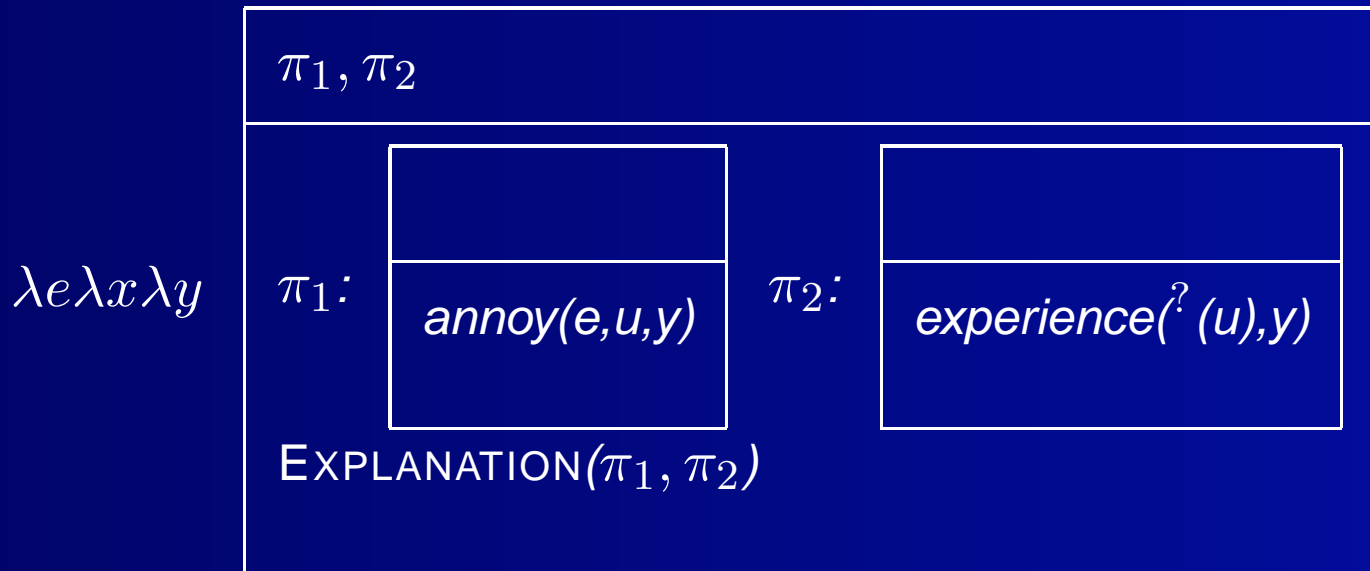 π₁, π₂
λeλxλy π₁: annoy(e,u,y) π₂: experience(?(u),y)
EXPLANATION(π₁, π₂)